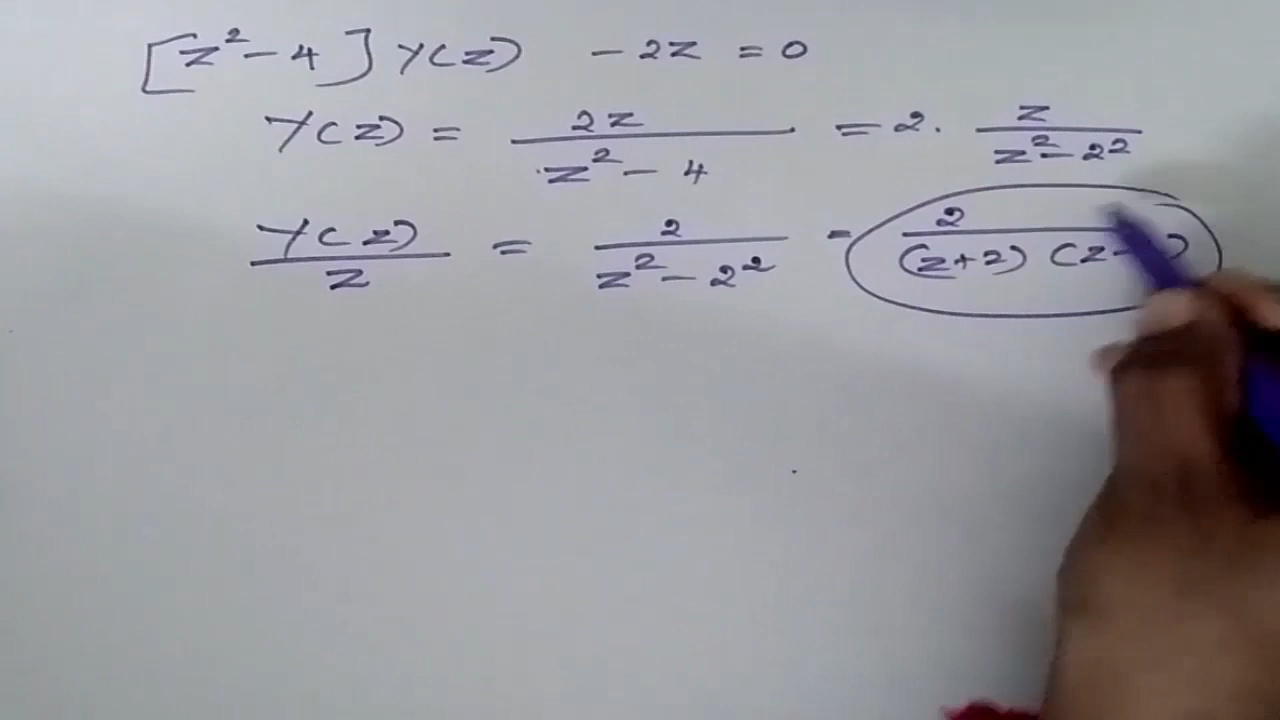 [z² - 4] Y(z) - 2z = 0
Y(z) = 2z / z² - 4 = 2. z / z² - 2²
Y(z) / z = 2 / z² - 2² = 2 / (z+2) (z- )